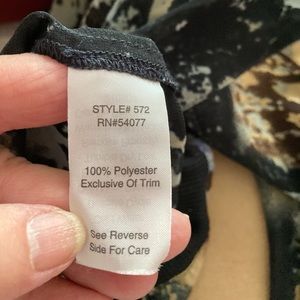 STYLE# 572
RN#54077
100% Polyester
Exclusive Of Trim
See Reverse
Side For Care